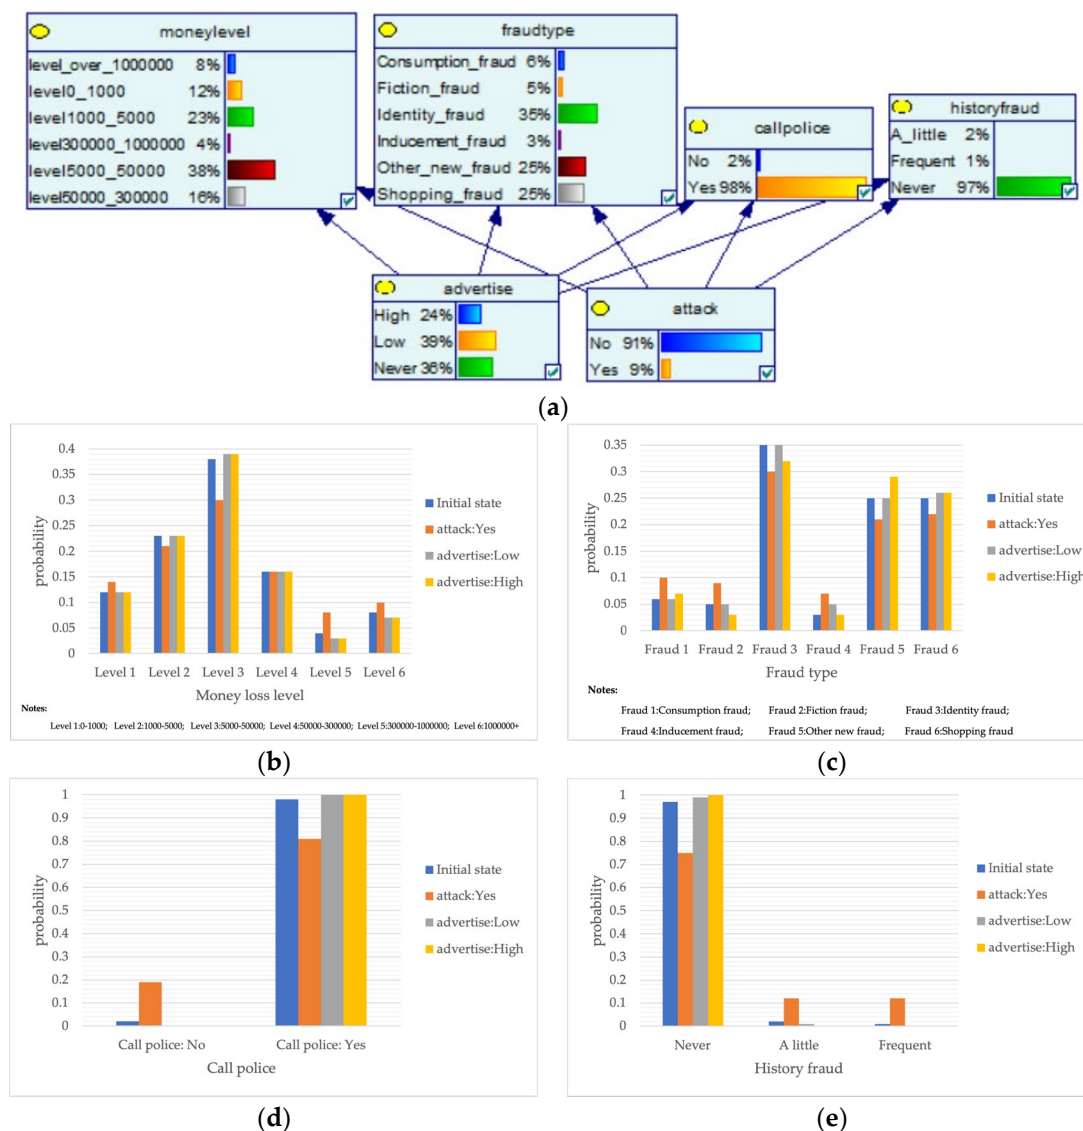 moneylevel
level_over_1000000 8%
level0_1000 12%
level1000_5000 23%
level300000_1000000 4%
level5000_50000 38%
level50000_300000 16%
fraudtype
Consumption_fraud 6%
Fiction_fraud 5%
Identity_fraud 35%
Inducement_fraud 3%
Other_new_fraud 25%
Shopping_fraud 25%
callpolice
No 2%
Yes 98%
historyfraud
A_little 2%
Frequent 1%
Never 97%
advertise
High 24%
Low 39%
Never 36%
attack
No 91%
Yes 9%
(a)
0.4
0.35
0.3
0.25
0.2
0.15
0.1
0.05
0
probability
Level 1 Level 2 Level 3 Level 4 Level 5 Level 6
Money loss level
Initial state
attack:Yes
advertise:Low
advertise:High
Notes:
Level 1:0-1000; Level 2:1000-5000; Level 3:5000-50000; Level 4:50000-300000; Level 5:300000-1000000; Level 6:1000000+
(b)
0.35
0.3
0.25
0.2
0.15
0.1
0.05
0
probability
Fraud 1 Fraud 2 Fraud 3 Fraud 4 Fraud 5 Fraud 6
Fraud type
Initial state
attack:Yes
advertise:Low
advertise:High
Notes:
Fraud 1:Consumption fraud; Fraud 2:Fiction fraud; Fraud 3:Identity fraud;
Fraud 4:Inducement fraud; Fraud 5:Other new fraud; Fraud 6:Shopping fraud
(c)
1
0.9
0.8
0.7
0.6
0.5
0.4
0.3
0.2
0.1
0
probability
Call police: No Call police: Yes
Call police
Initial state
attack:Yes
advertise:Low
advertise:High
(d)
1
0.9
0.8
0.7
0.6
0.5
0.4
0.3
0.2
0.1
0
probability
Never A little Frequent
History fraud
Initial state
attack:Yes
advertise:Low
advertise:High
(e)